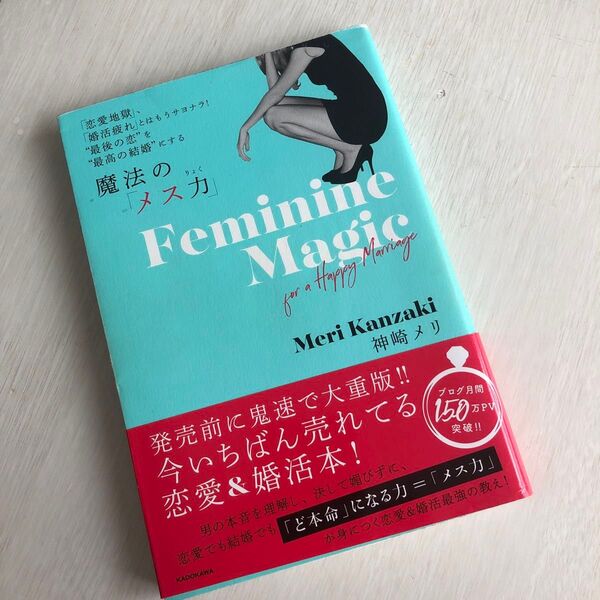 「恋愛地獄」、
「婚活疲れ」とはもうサヨナラ！
“最後の恋”を
“最高の結婚”にする
魔法の
りょく
「メス力」
Feminine
Magic
for a Happy Marriage
Meri Kanzaki
神崎メリ
発売前に鬼速で大重版!!
今いちばん売れてる
恋愛&婚活本！
ブログ月間
150万PV
突破!!
男の本音を理解し、決して媚びずに、
恋愛でも結婚でも「ど本命」になる力＝「メス力」
が身につく恋愛&婚活最強の教え！
KADOKAWA